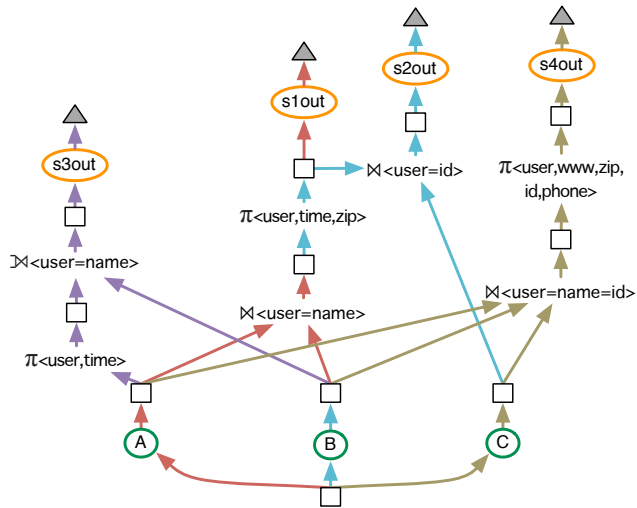 s2out
s4out
s1out
s3out
⋈<user=id>
π<user,www,zip,
id,phone>
π<user,time,zip>
⟕<user=name>
⋈<user=name=id>
⋈<user=name>
π<user,time>
A
B
C